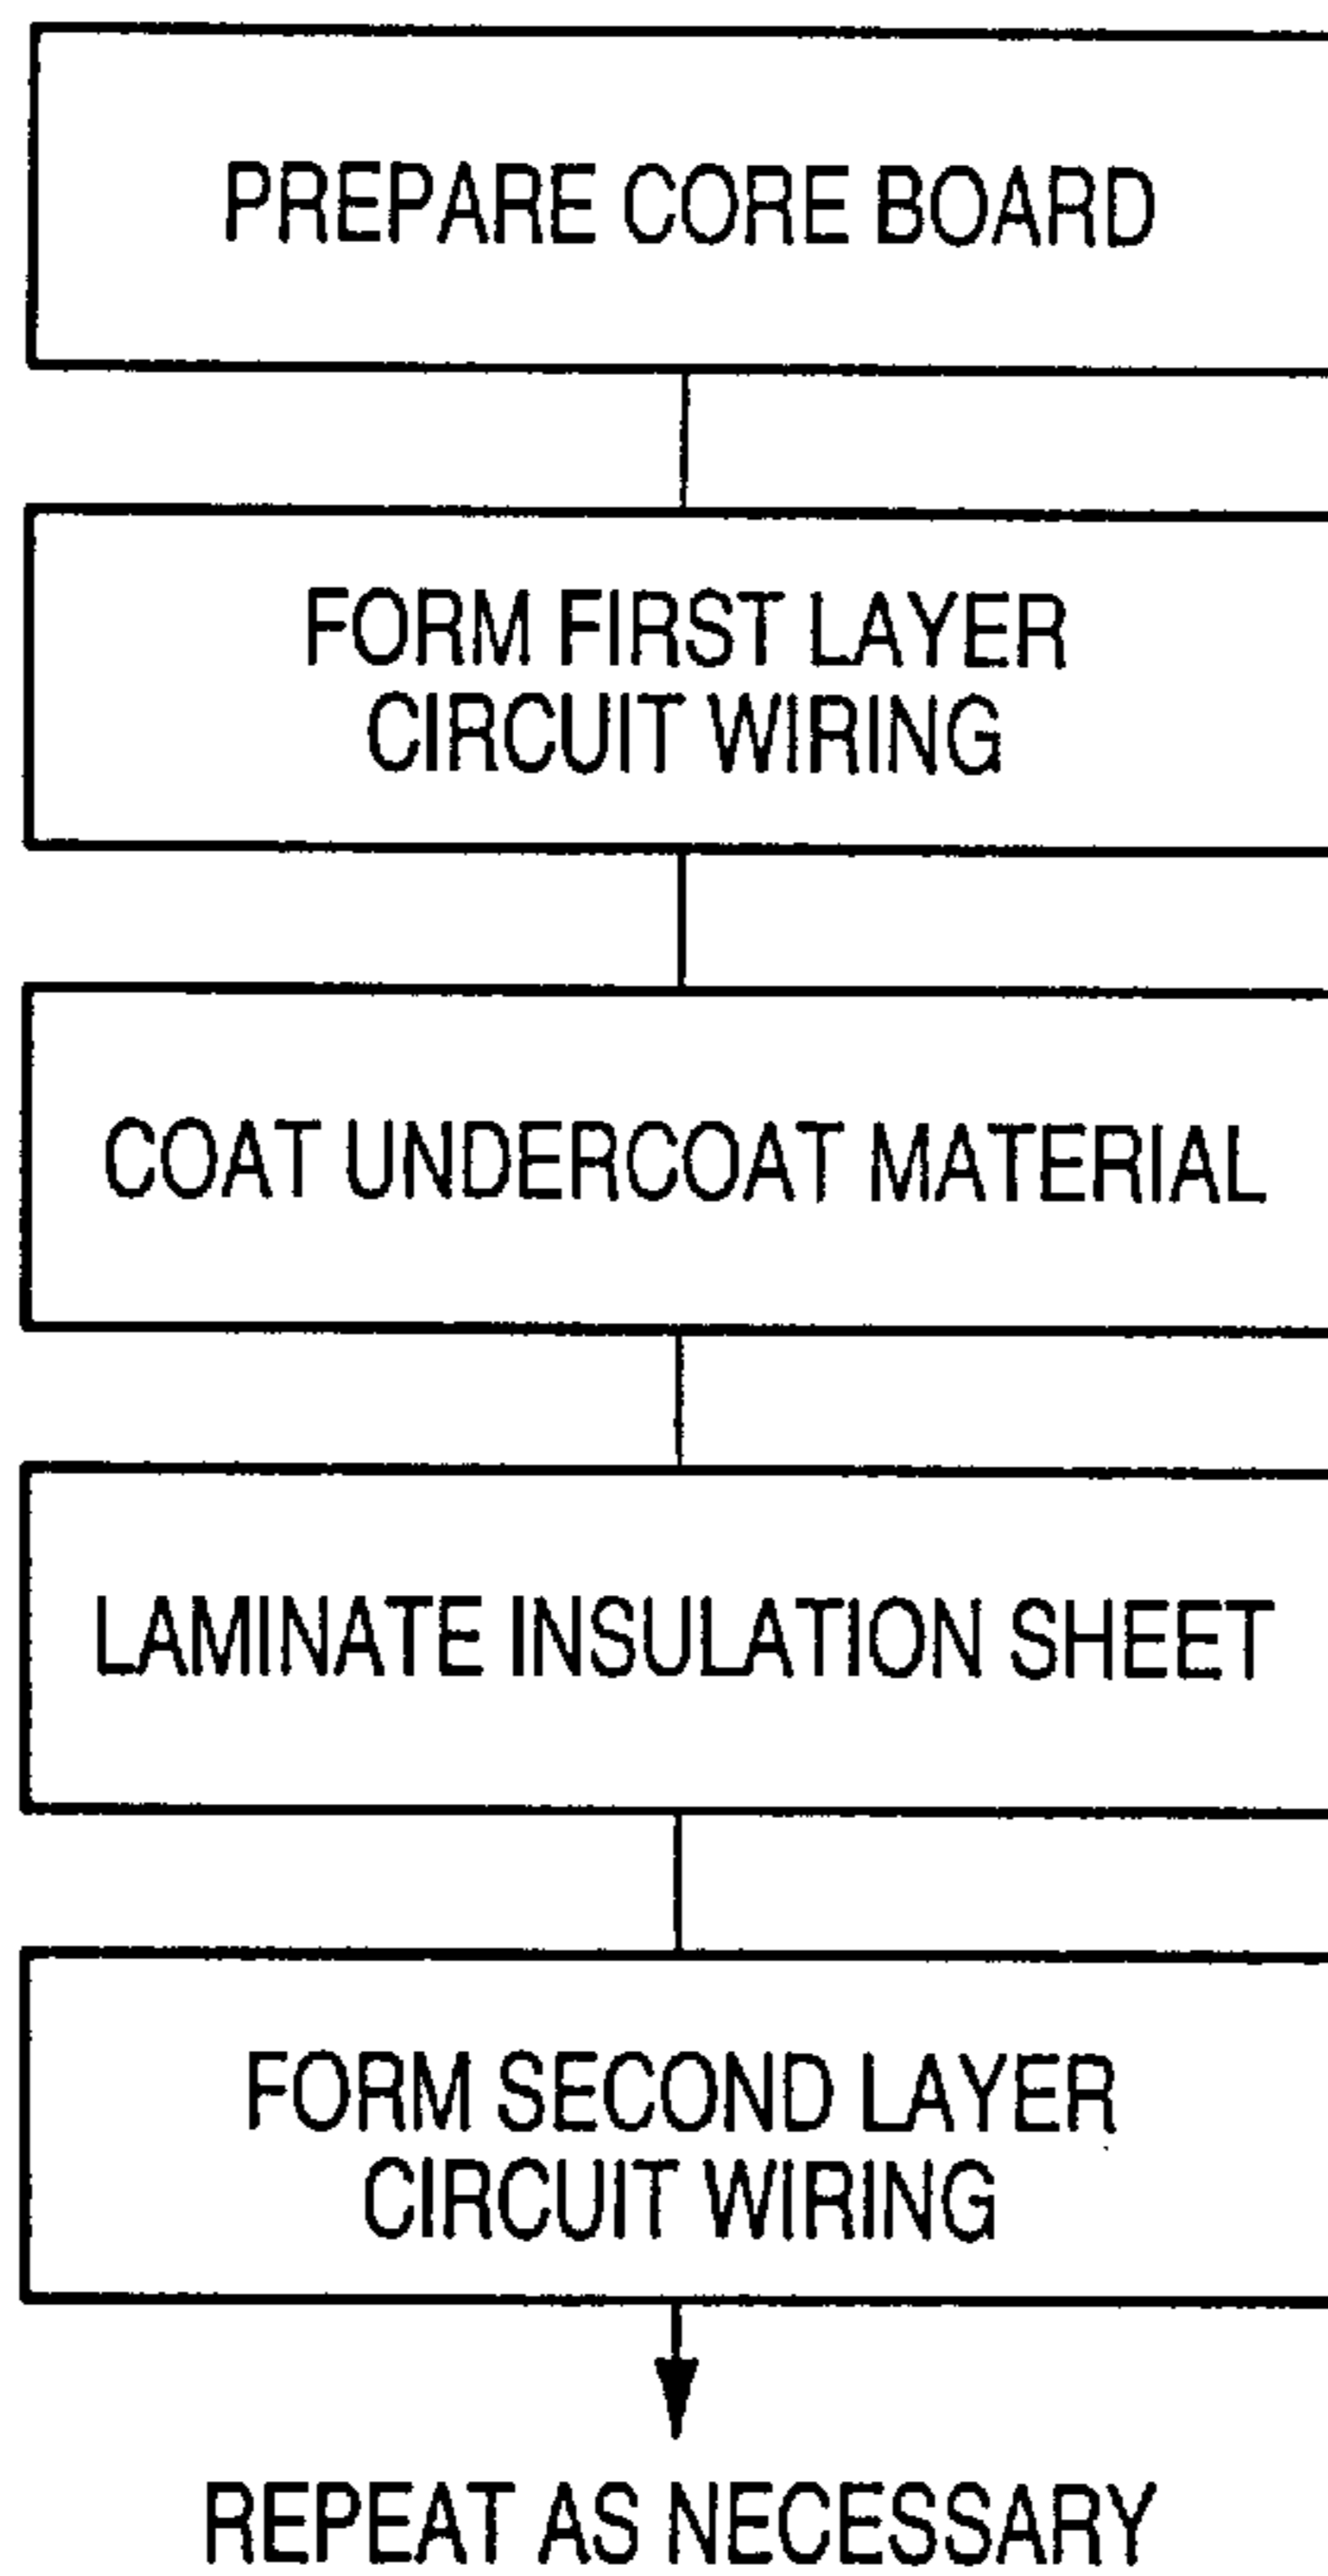 PREPARE CORE BOARD
FORM FIRST LAYER
CIRCUIT WIRING
COAT UNDERCOAT MATERIAL
LAMINATE INSULATION SHEET
FORM SECOND LAYER
CIRCUIT WIRING
REPEAT AS NECESSARY